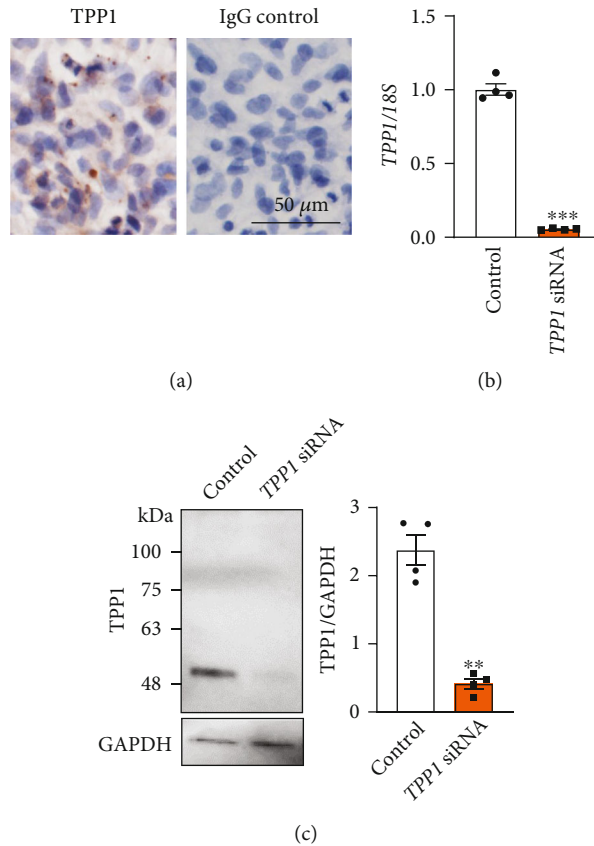 TPP1
IgG control
50 μm
(a)
1.5
1.0
0.5
0.0
TPP1/18S
***
Control
TPP1 siRNA
(b)
Control
TPP1 siRNA
kDa
100
75
63
48
TPP1
GAPDH
3
2
1
0
TPP1/GAPDH
**
Control
TPP1 siRNA
(c)